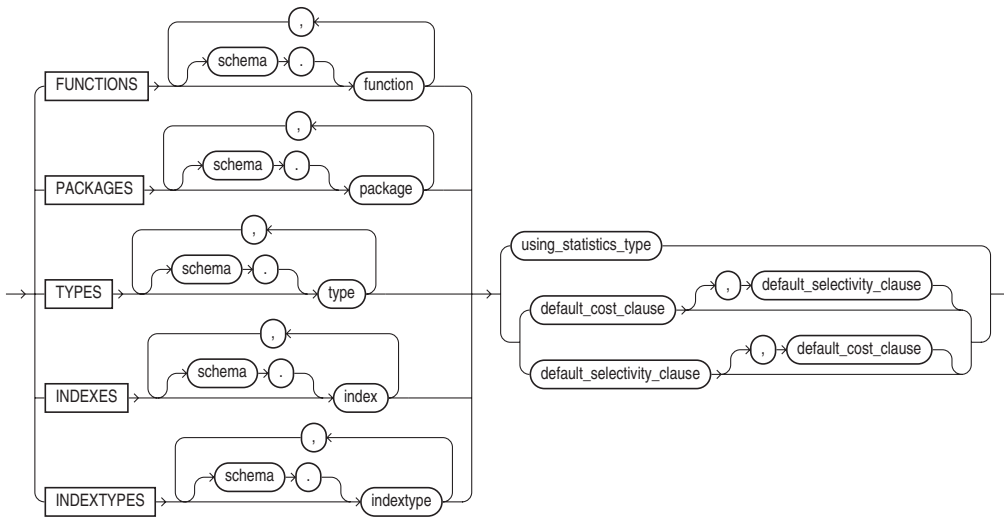 ,
schema . 
FUNCTIONS function
,
schema .
PACKAGES package
,
using_statistics_type
schema .
, default_selectivity_clause
TYPES type
default_cost_clause
,
, default_cost_clause
schema .
default_selectivity_clause
INDEXES index
,
schema .
INDEXTYPES indextype